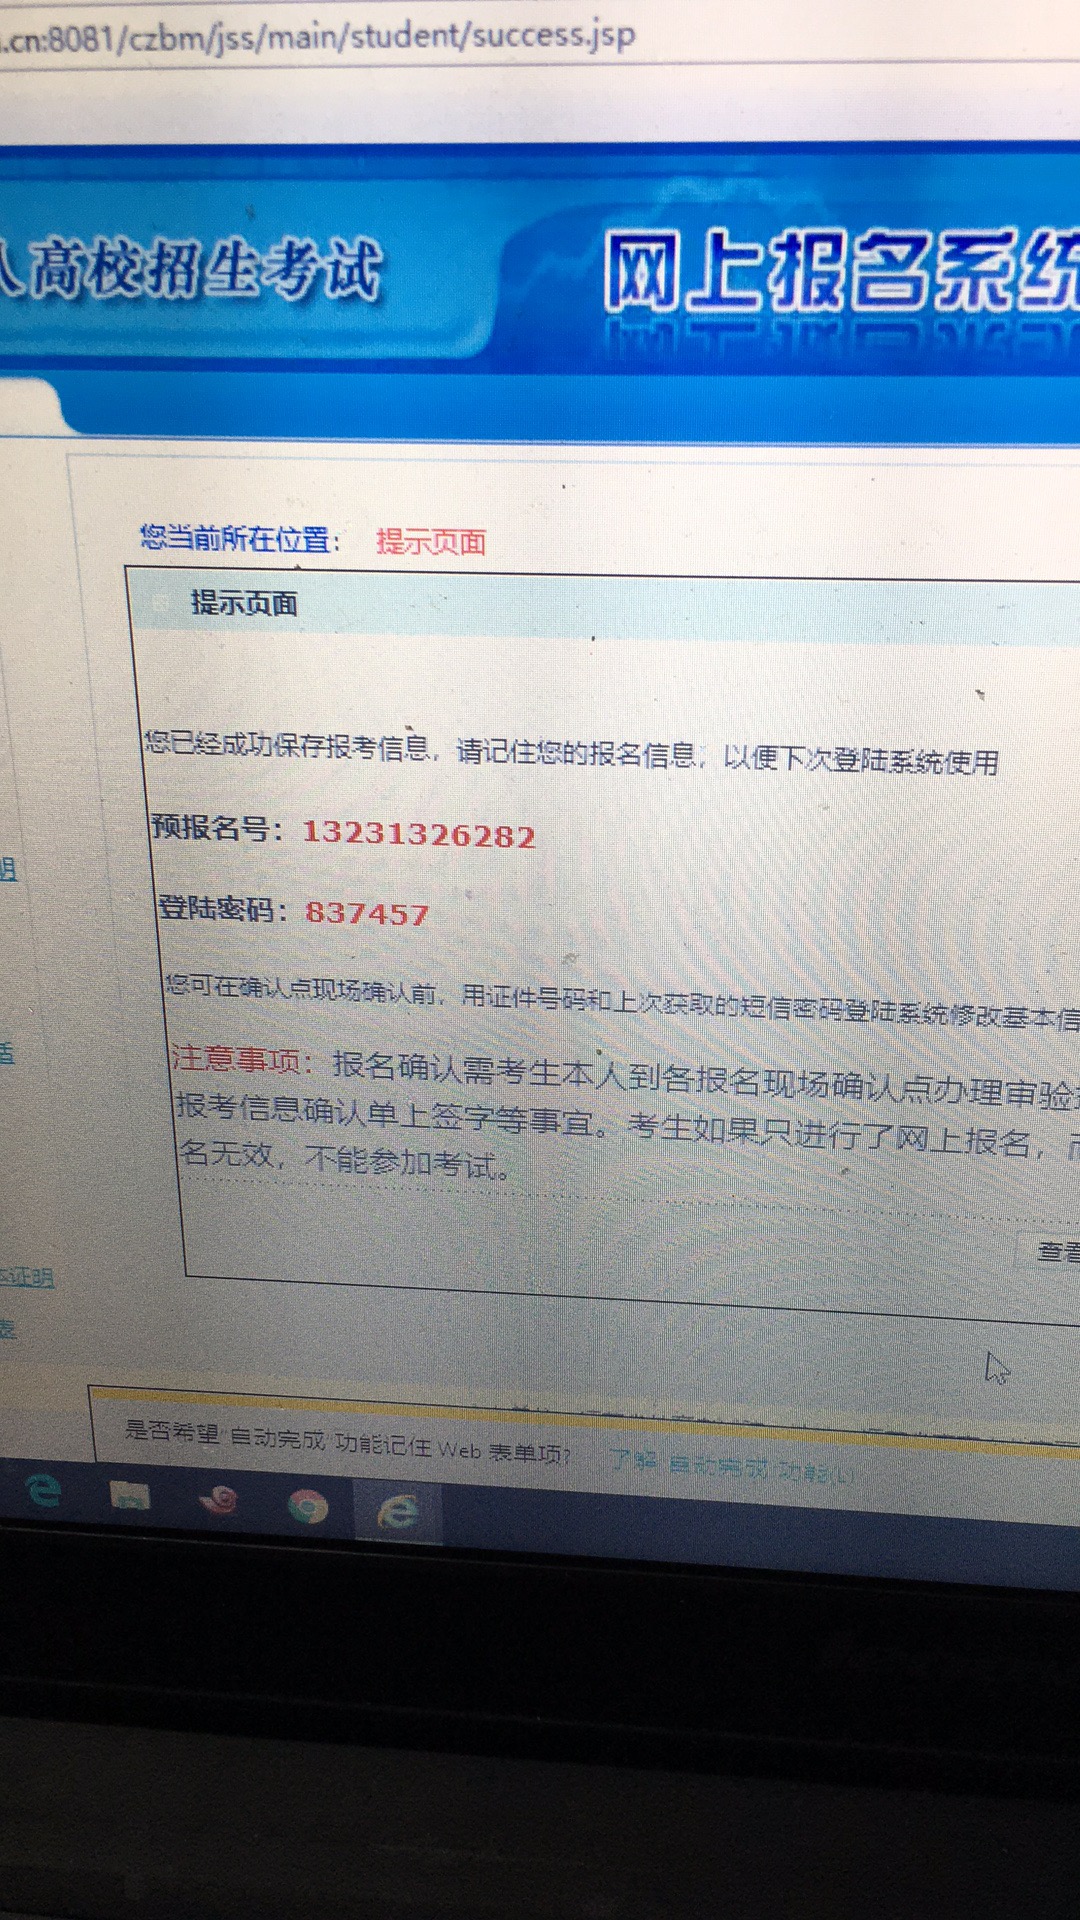 .cn:8081/czbm/jss/main/student/success.jsp
人高校招生考试
网上报名系统
您当前所在位置： 提示页面
提示页面
您已经成功保存报考信息，请记住您的报名信息；以便下次登陆系统使用
预报名号：13231326282
明
登陆密码：837457
您可在确认点现场确认前，用证件号码和上次获取的短信密码登陆系统修改基本信
注意事项：报名确认需考生本人到各报名现场确认点办理审验
报考信息确认单上签字等事宜。考生如果只进行了网上报名，
名无效，不能参加考试。
查看
证明
表
是否希望"自动完成"功能记住 Web 表单项？ 了解"自动完成"功能(L)